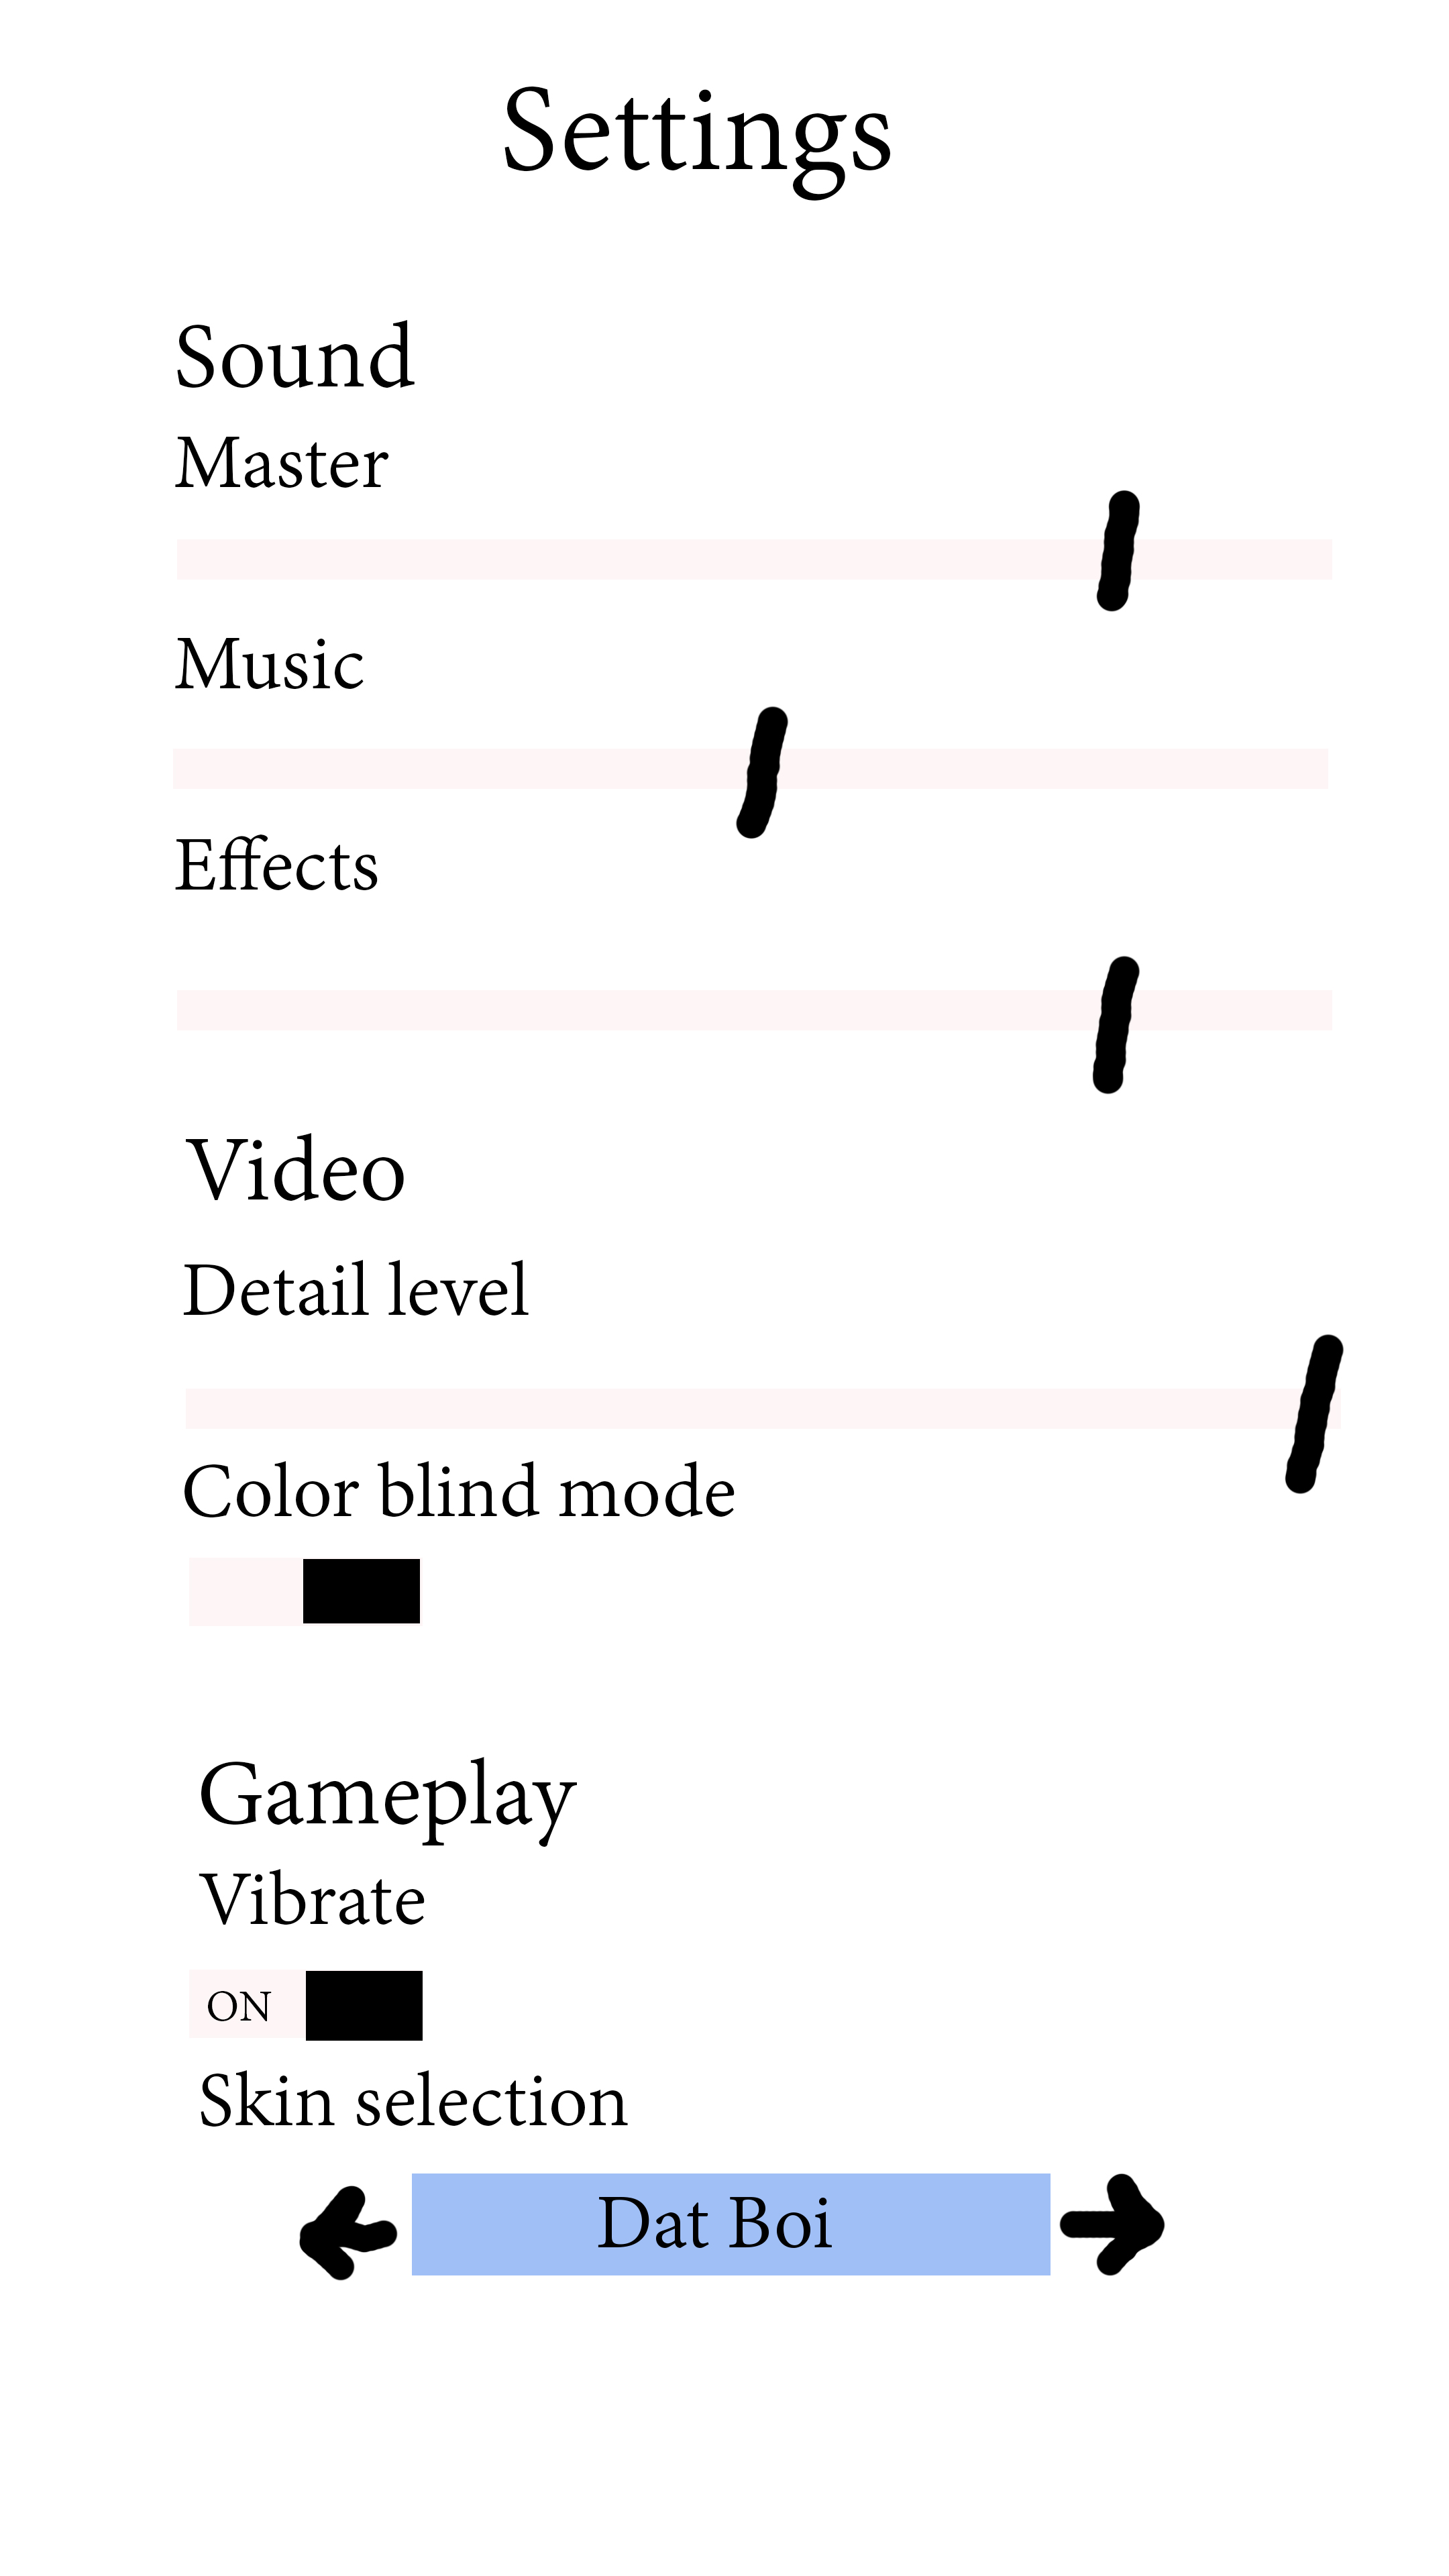 Settings
Sound
Master
Music
Effects
Video
Detail level
Color blind mode
Gameplay
Vibrate
ON
Skin selection
Dat Boi